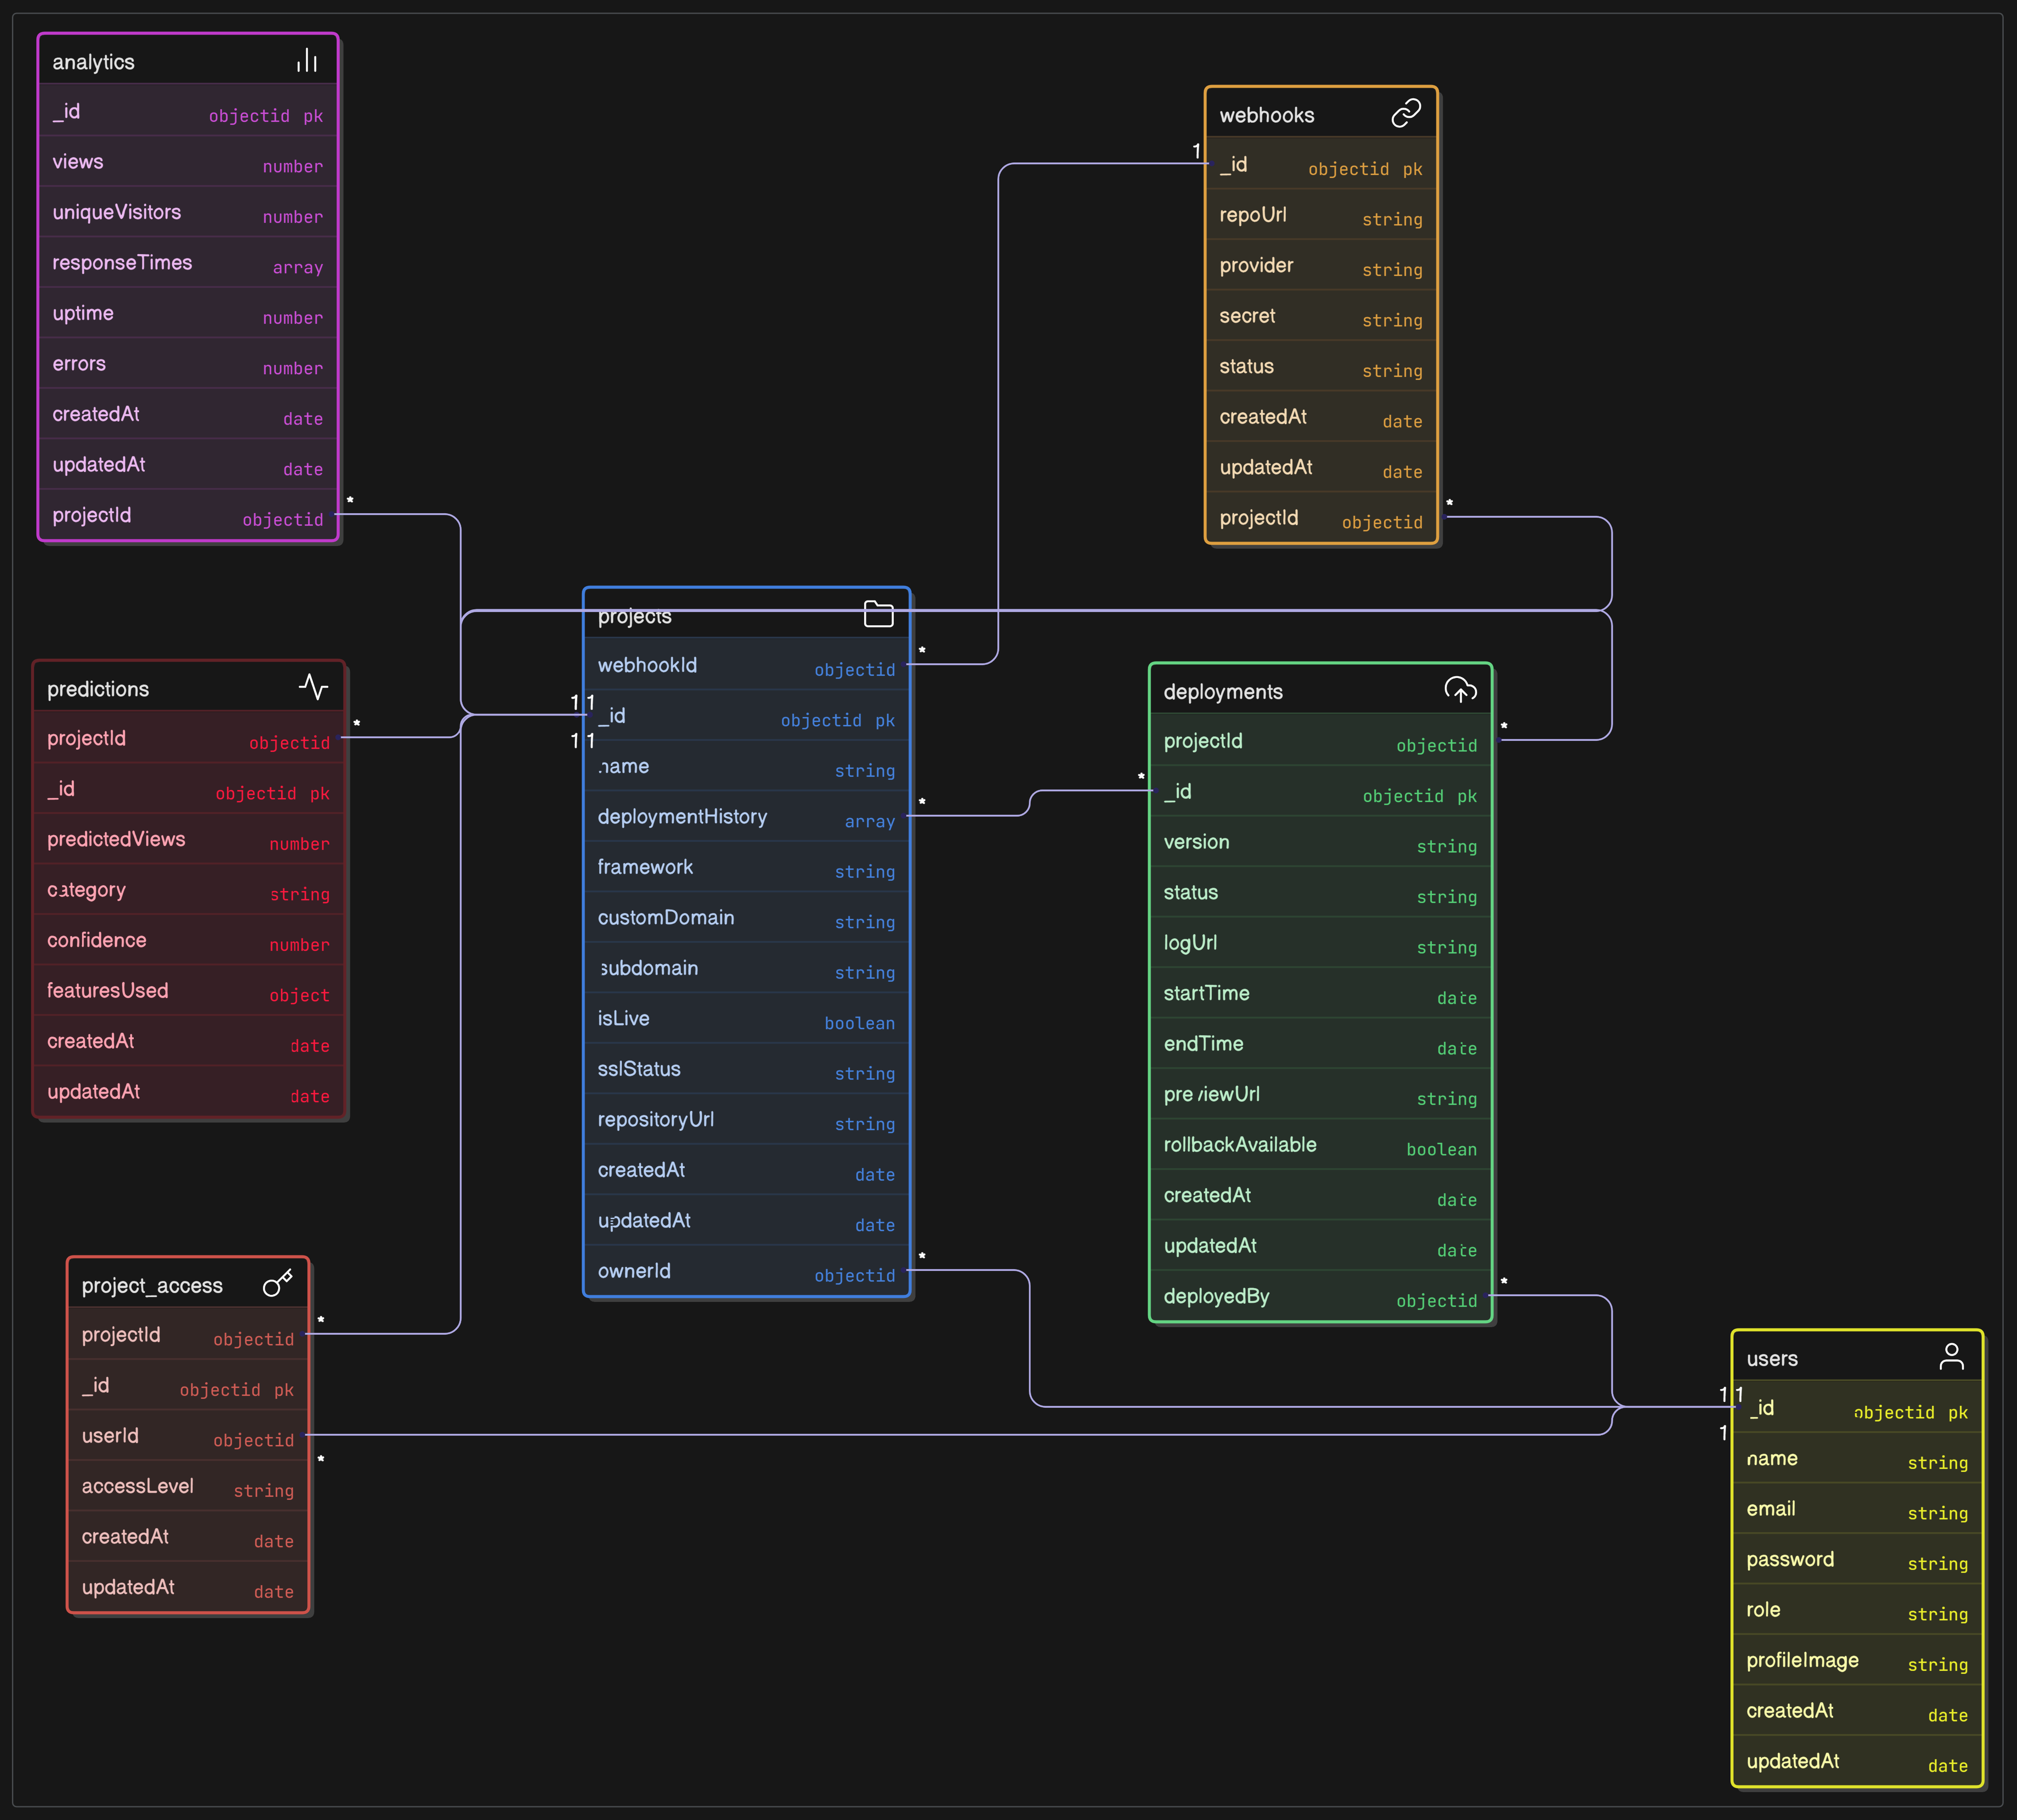 analytics
_id objectid pk
views number
uniqueVisitors number
responseTimes array
uptime number
errors number
createdAt date
updatedAt date
projectId objectid
*
webhooks
1
_id objectid pk
repoUrl string
provider string
secret string
status string
createdAt date
updatedAt date
projectId objectid
*
predictions
projectId objectid
*
_id objectid pk
predictedViews number
category string
confidence number
featuresUsed object
createdAt date
updatedAt date
projects
webhookId objectid
*
1 1
_id objectid pk
1 1
name string
deploymentHistory array
*
framework string
customDomain string
subdomain string
isLive boolean
sslStatus string
repositoryUrl string
createdAt date
updatedAt date
ownerId objectid
*
deployments
projectId objectid
*
*
_id objectid pk
version string
status string
logUrl string
startTime date
endTime date
previewUrl string
rollbackAvailable boolean
createdAt date
updatedAt date
deployedBy objectid
*
project_access
projectId objectid
*
_id objectid pk
userId objectid
*
accessLevel string
createdAt date
updatedAt date
users
1 1
_id objectid pk
1
name string
email string
password string
role string
profileImage string
createdAt date
updatedAt date